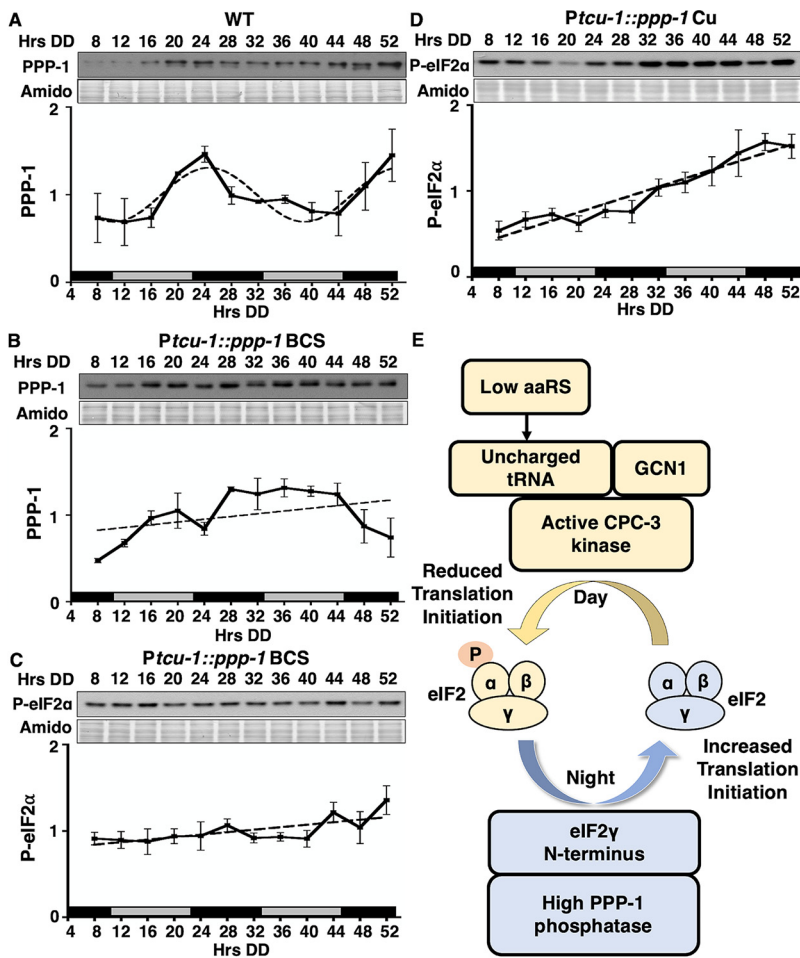 A
WT
Hrs DD 8 12 16 20 24 28 32 36 40 44 48 52
PPP-1
Amido
2
1
0
PPP-1
4 8 12 16 20 24 28 32 36 40 44 48 52
Hrs DD
B
Ptcu-1::ppp-1 BCS
Hrs DD 8 12 16 20 24 28 32 36 40 44 48 52
PPP-1
Amido
2
1
0
PPP-1
4 8 12 16 20 24 28 32 36 40 44 48 52
Hrs DD
C
Ptcu-1::ppp-1 BCS
Hrs DD 8 12 16 20 24 28 32 36 40 44 48 52
P-eIF2α
Amido
2
1
0
P-eIF2α
4 8 12 16 20 24 28 32 36 40 44 48 52
Hrs DD
D
Ptcu-1::ppp-1 Cu
Hrs DD 8 12 16 20 24 28 32 36 40 44 48 52
P-eIF2α
Amido
2
1
0
P-eIF2α
4 8 12 16 20 24 28 32 36 40 44 48 52
Hrs DD
E
Low aaRS
Uncharged
tRNA
GCN1
Active CPC-3
kinase
Reduced
Translation
Initiation
Day
P
α β
γ
eIF2
α β
γ
eIF2
Increased
Translation
Initiation
Night
eIF2γ
N-terminus
High PPP-1
phosphatase